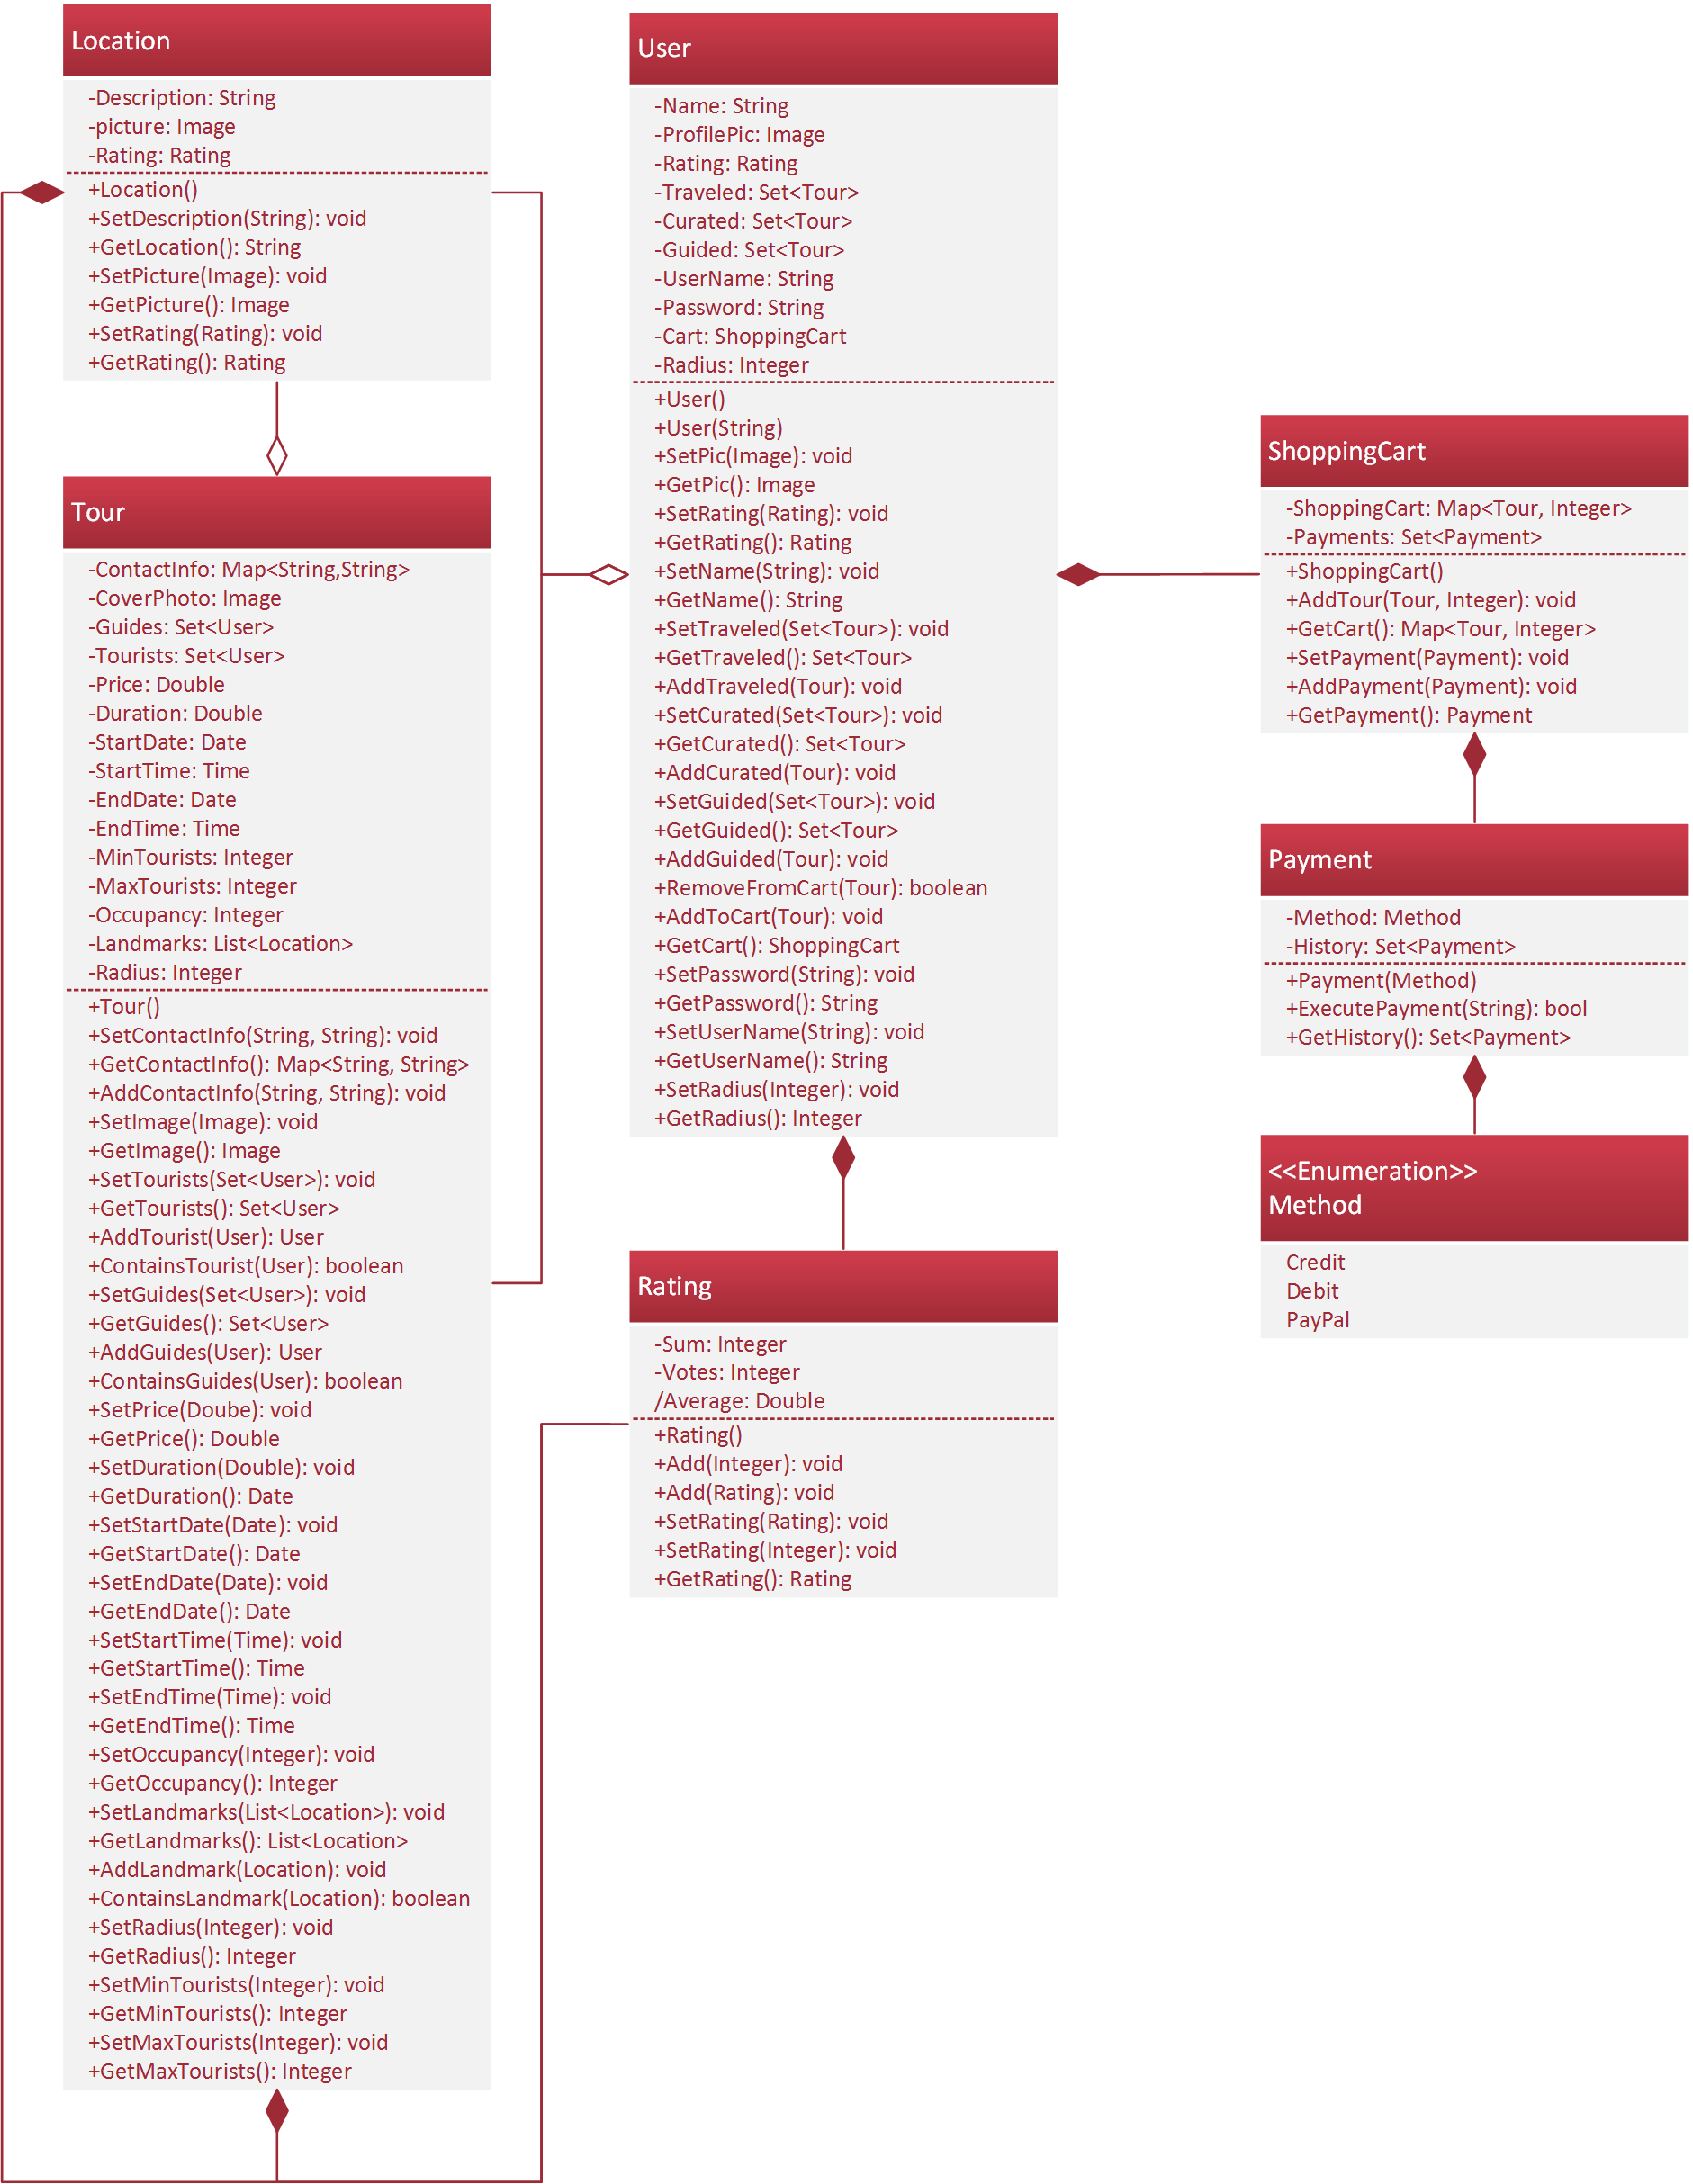 Location
-Description: String
-picture: Image
-Rating: Rating
+Location()
+SetDescription(String): void
+GetLocation(): String
+SetPicture(Image): void
+GetPicture(): Image
+SetRating(Rating): void
+GetRating(): Rating
Tour
-ContactInfo: Map<String,String>
-CoverPhoto: Image
-Guides: Set<User>
-Tourists: Set<User>
-Price: Double
-Duration: Double
-StartDate: Date
-StartTime: Time
-EndDate: Date
-EndTime: Time
-MinTourists: Integer
-MaxTourists: Integer
-Occupancy: Integer
-Landmarks: List<Location>
-Radius: Integer
+Tour()
+SetContactInfo(String, String): void
+GetContactInfo(): Map<String, String>
+AddContactInfo(String, String): void
+SetImage(Image): void
+GetImage(): Image
+SetTourists(Set<User>): void
+GetTourists(): Set<User>
+AddTourist(User): User
+ContainsTourist(User): boolean
+SetGuides(Set<User>): void
+GetGuides(): Set<User>
+AddGuides(User): User
+ContainsGuides(User): boolean
+SetPrice(Doube): void
+GetPrice(): Double
+SetDuration(Double): void
+GetDuration(): Date
+SetStartDate(Date): void
+GetStartDate(): Date
+SetEndDate(Date): void
+GetEndDate(): Date
+SetStartTime(Time): void
+GetStartTime(): Time
+SetEndTime(Time): void
+GetEndTime(): Time
+SetOccupancy(Integer): void
+GetOccupancy(): Integer
+SetLandmarks(List<Location>): void
+GetLandmarks(): List<Location>
+AddLandmark(Location): void
+ContainsLandmark(Location): boolean
+SetRadius(Integer): void
+GetRadius(): Integer
+SetMinTourists(Integer): void
+GetMinTourists(): Integer
+SetMaxTourists(Integer): void
+GetMaxTourists(): Integer
User
-Name: String
-ProfilePic: Image
-Rating: Rating
-Traveled: Set<Tour>
-Curated: Set<Tour>
-Guided: Set<Tour>
-UserName: String
-Password: String
-Cart: ShoppingCart
-Radius: Integer
+User()
+User(String)
+SetPic(Image): void
+GetPic(): Image
+SetRating(Rating): void
+GetRating(): Rating
+SetName(String): void
+GetName(): String
+SetTraveled(Set<Tour>): void
+GetTraveled(): Set<Tour>
+AddTraveled(Tour): void
+SetCurated(Set<Tour>): void
+GetCurated(): Set<Tour>
+AddCurated(Tour): void
+SetGuided(Set<Tour>): void
+GetGuided(): Set<Tour>
+AddGuided(Tour): void
+RemoveFromCart(Tour): boolean
+AddToCart(Tour): void
+GetCart(): ShoppingCart
+SetPassword(String): void
+GetPassword(): String
+SetUserName(String): void
+GetUserName(): String
+SetRadius(Integer): void
+GetRadius(): Integer
Rating
-Sum: Integer
-Votes: Integer
/Average: Double
+Rating()
+Add(Integer): void
+Add(Rating): void
+SetRating(Rating): void
+SetRating(Integer): void
+GetRating(): Rating
ShoppingCart
-ShoppingCart: Map<Tour, Integer>
-Payments: Set<Payment>
+ShoppingCart()
+AddTour(Tour, Integer): void
+GetCart(): Map<Tour, Integer>
+SetPayment(Payment): void
+AddPayment(Payment): void
+GetPayment(): Payment
Payment
-Method: Method
-History: Set<Payment>
+Payment(Method)
+ExecutePayment(String): bool
+GetHistory(): Set<Payment>
<<Enumeration>>
Method
Credit
Debit
PayPal